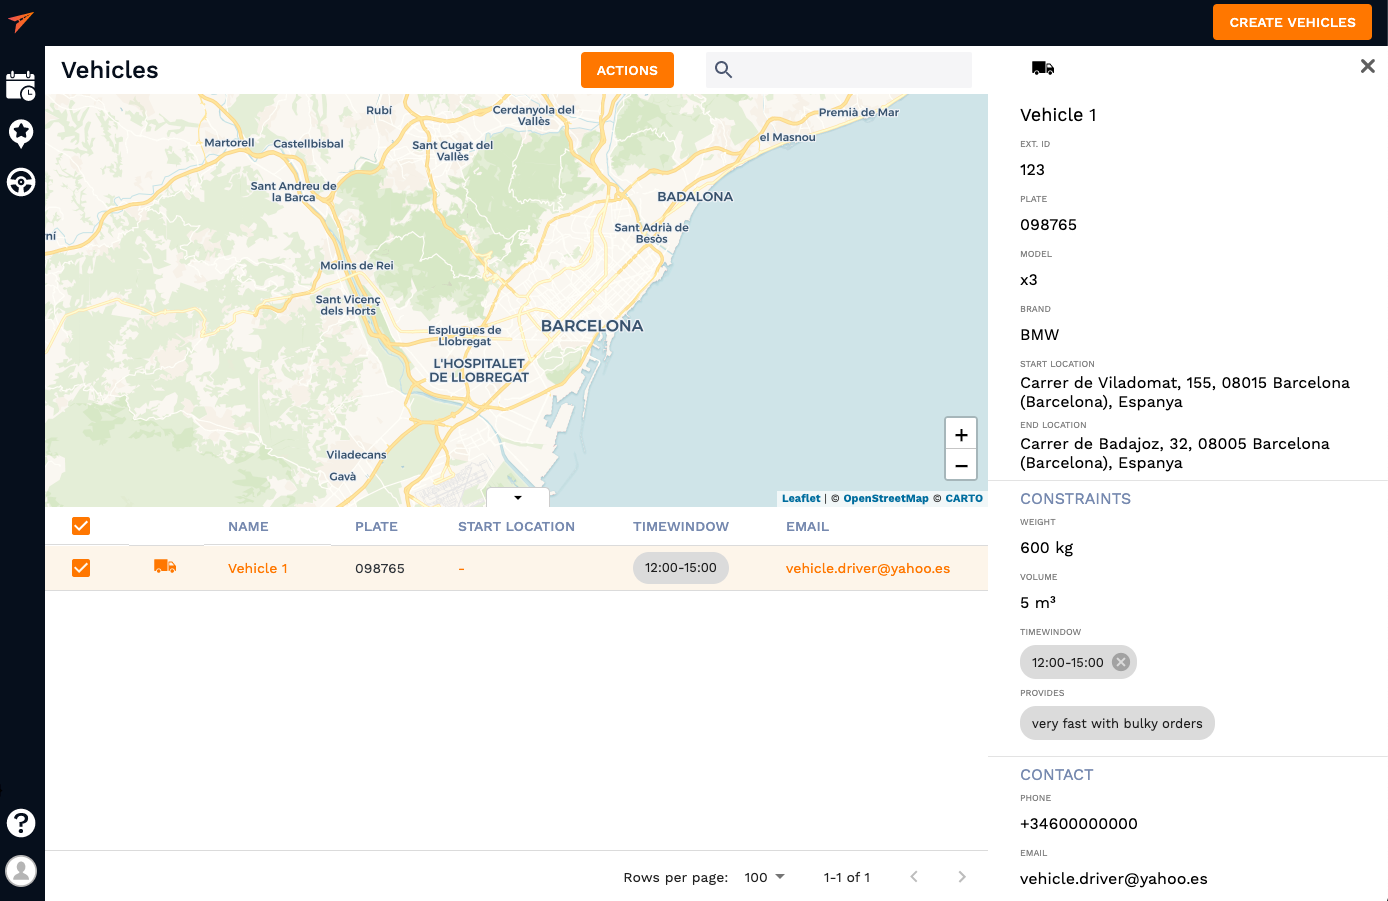 CREATE VEHICLES
Vehicles
ACTIONS
Rubí
Cerdanyola del
Vallès
Premià de Mar
el Masnou
Martorell
Castellbisbal
Sant Cugat del
Vallès
Sant Andreu de
la Barca
BADALONA
Sant Adrià de
Besòs
ní
Molins de Rei
Sant Vicenç
dels Horts
BARCELONA
Esplugues de
Llobregat
L'HOSPITALET
DE LLOBREGAT
Viladecans
Gavà
+
−
Leaflet | © OpenStreetMap © CARTO
NAME PLATE START LOCATION TIMEWINDOW EMAIL
Vehicle 1 098765 - 12:00-15:00 vehicle.driver@yahoo.es
Rows per page: 100 1-1 of 1
Vehicle 1
EXT. ID
123
PLATE
098765
MODEL
x3
BRAND
BMW
START LOCATION
Carrer de Viladomat, 155, 08015 Barcelona
(Barcelona), Espanya
END LOCATION
Carrer de Badajoz, 32, 08005 Barcelona
(Barcelona), Espanya
CONSTRAINTS
WEIGHT
600 kg
VOLUME
5 m³
TIMEWINDOW
12:00-15:00
PROVIDES
very fast with bulky orders
CONTACT
PHONE
+34600000000
EMAIL
vehicle.driver@yahoo.es